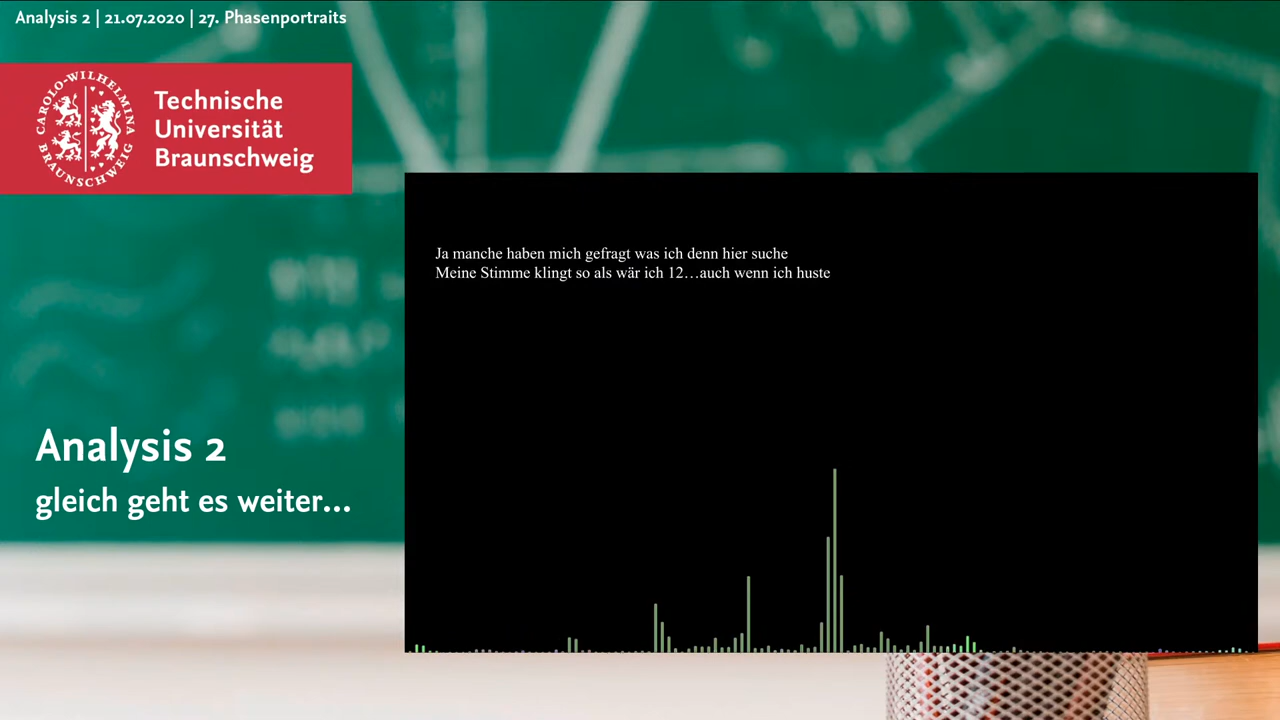 Analysis 2 | 21.07.2020 | 27. Phasenportraits
CAROLO-WILHELMINA
BRAUNSCHWEIG
Technische
Universität
Braunschweig
Ja manche haben mich gefragt was ich denn hier suche
Meine Stimme klingt so als wär ich 12…auch wenn ich huste
Analysis 2
gleich geht es weiter...